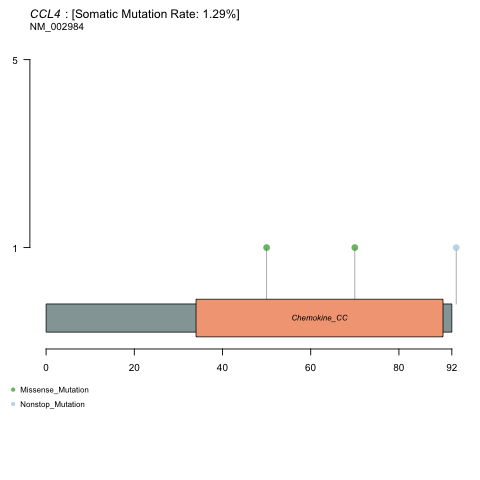 CCL4 : [Somatic Mutation Rate: 1.29%]
NM_002984
5
1
Chemokine_CC
0 20 40 60 80 92
Missense_Mutation
Nonstop_Mutation